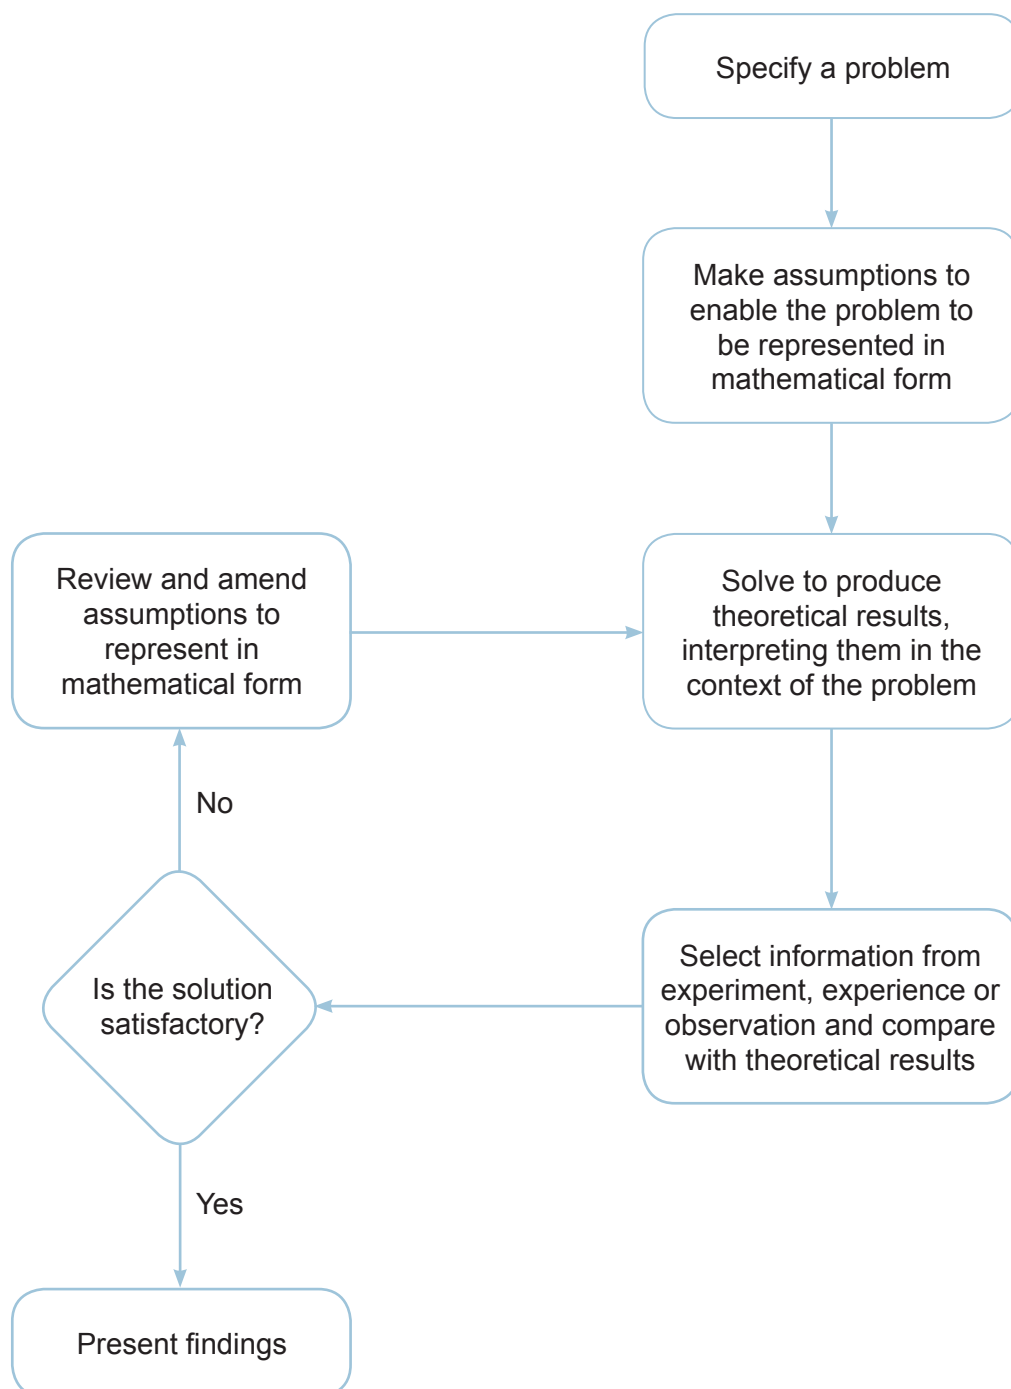 Specify a problem
Make assumptions to
enable the problem to
be represented in
mathematical form
Solve to produce
theoretical results,
interpreting them in the
context of the problem
Select information from
experiment, experience or
observation and compare
with theoretical results
Is the solution
satisfactory?
No
Review and amend
assumptions to
represent in
mathematical form
Yes
Present findings